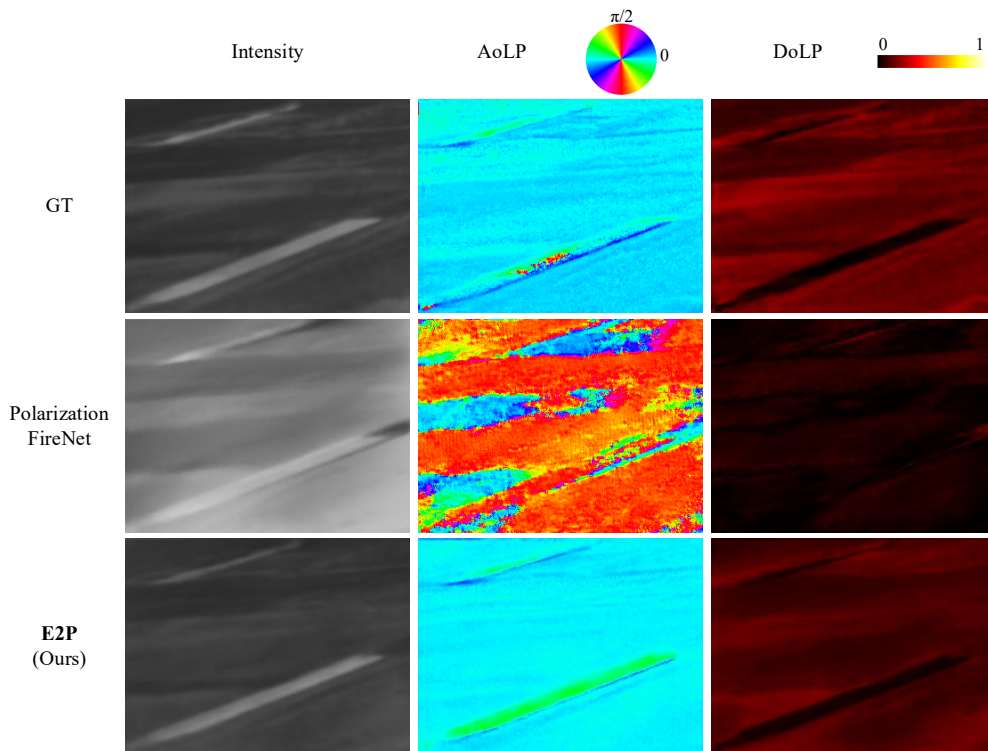 Intensity
AoLP
π/2
0
DoLP
0
1
GT
Polarization
FireNet
E2P
(Ours)